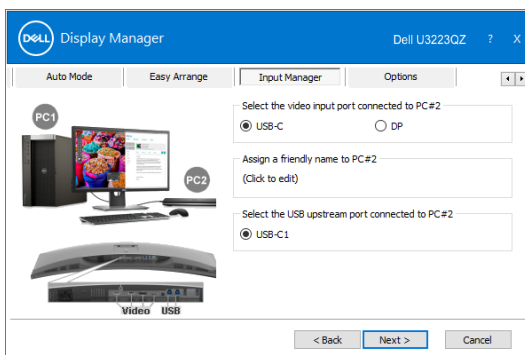 DELL Display Manager
Dell U3223QZ ? X
Auto Mode
Easy Arrange
Input Manager
Options
Select the video input port connected to PC#2
USB-C
DP
Assign a friendly name to PC#2
(Click to edit)
Select the USB upstream port connected to PC#2
USB-C1
PC1
PC2
Video USB
< Back
Next >
Cancel